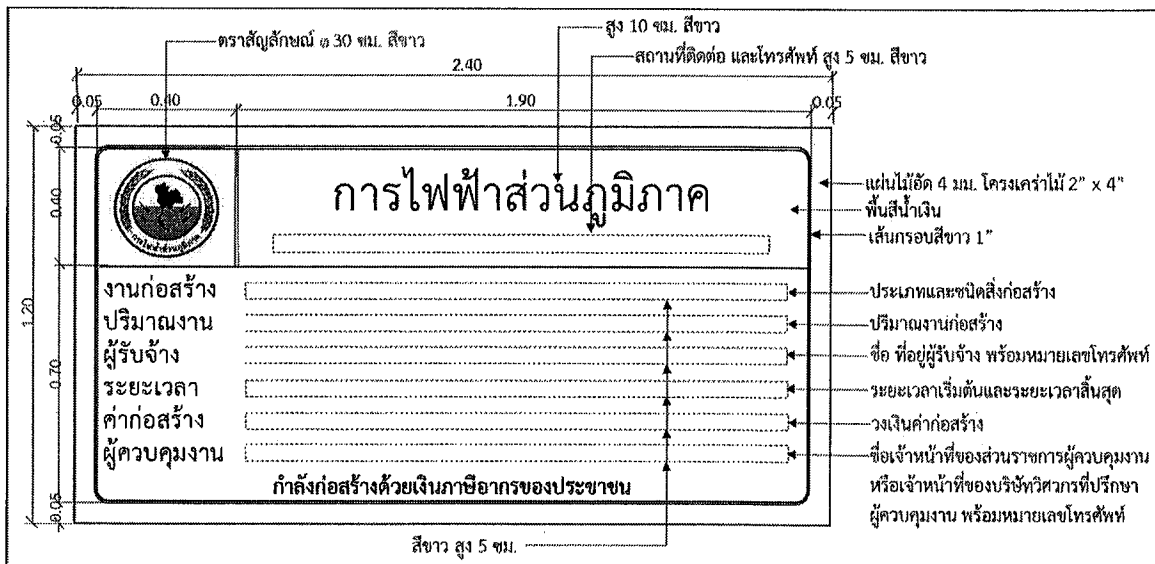 สูง 10 ซม. สีขาว
ตราสัญลักษณ์ ⌀ 30 ซม. สีขาว
สถานที่ติดต่อ และโทรศัพท์ สูง 5 ซม. สีขาว
2.40
0.05 0.40 1.90 0.05
0.05
0.40
1.20
0.70
0.05
การไฟฟ้าส่วนภูมิภาค
การไฟฟ้าส่วนภูมิภาค
แผ่นไม้อัด 4 มม. โครงเคร่าไม้ 2" x 4"
พื้นสีน้ำเงิน
เส้นกรอบสีขาว 1"
งานก่อสร้าง ประเภทและชนิดสิ่งก่อสร้าง
ปริมาณงาน ปริมาณงานก่อสร้าง
ผู้รับจ้าง ชื่อ ที่อยู่ผู้รับจ้าง พร้อมหมายเลขโทรศัพท์
ระยะเวลา ระยะเวลาเริ่มต้นและระยะเวลาสิ้นสุด
ค่าก่อสร้าง วงเงินค่าก่อสร้าง
ผู้ควบคุมงาน ชื่อเจ้าหน้าที่ของส่วนราชการผู้ควบคุมงาน
หรือเจ้าหน้าที่ของบริษัทวิศวกรที่ปรึกษา
ผู้ควบคุมงาน พร้อมหมายเลขโทรศัพท์
กำลังก่อสร้างด้วยเงินภาษีอากรของประชาชน
สีขาว สูง 5 ซม.